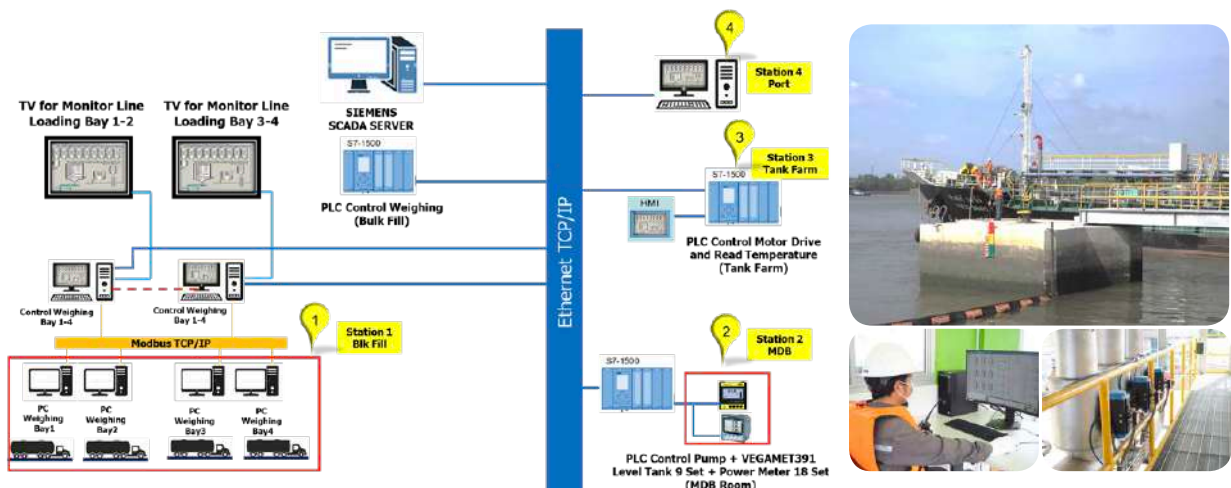 TV for Monitor Line
Loading Bay 1-2
TV for Monitor Line
Loading Bay 3-4
SIEMENS
SCADA SERVER
S7-1500
PLC Control Weighing
(Bulk Fill)
Control Weighing
Bay 1-4
Control Weighing
Bay 1-4
Modbus TCP/IP
1
Station 1
Blk Fill
PC
Weighing
Bay1
PC
Weighing
Bay2
PC
Weighing
Bay3
PC
Weighing
Bay4
Ethernet TCP/IP
4
Station 4
Port
3
Station 3
Tank Farm
S7-1500
HMI
PLC Control Motor Drive
and Read Temperature
(Tank Farm)
2
Station 2
MDB
S7-1500
PLC Control Pump + VEGAMET391
Level Tank 9 Set + Power Meter 18 Set
(MDB Room)